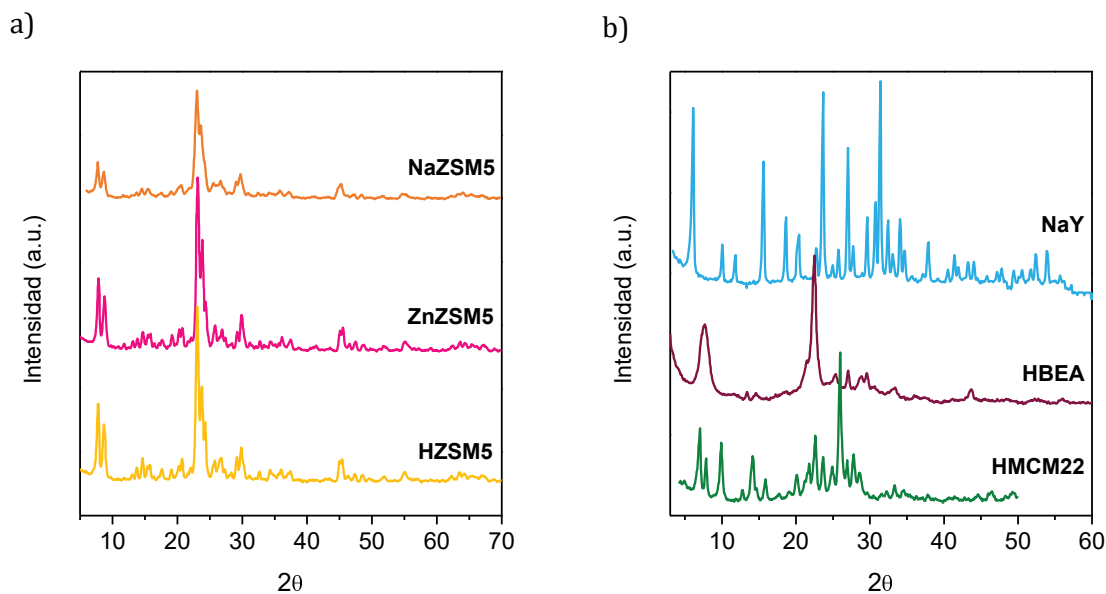 a)
Intensidad (a.u.)
NaZSM5
ZnZSM5
HZSM5
10 20 30 40 50 60 70
2θ
b)
Intensidad (a.u.)
NaY
HBEA
HMCM22
10 20 30 40 50 60
2θ